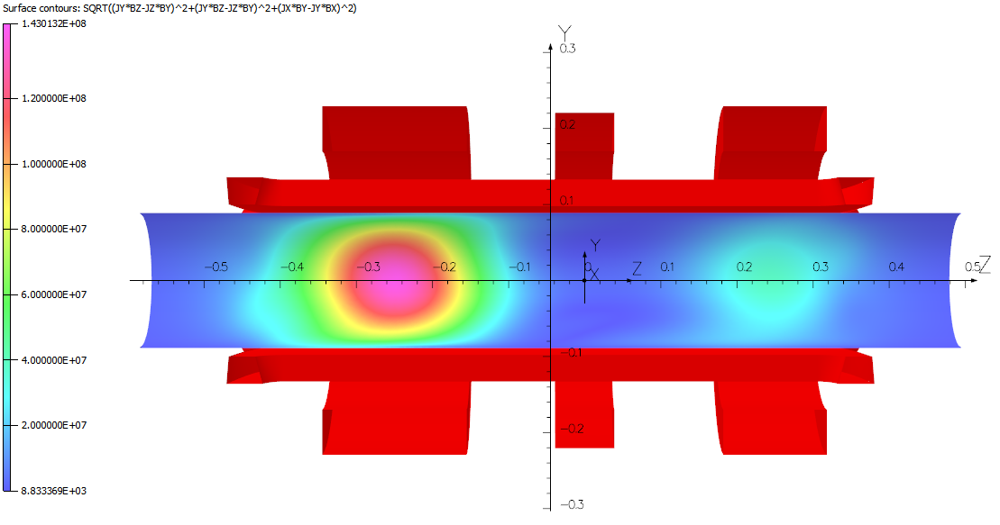 Surface contours: SQRT((JY*BZ-JZ*BY)^2+(JY*BZ-JZ*BY)^2+(JX*BY-JY*BX)^2)
1.430132E+08
1.200000E+08
1.000000E+08
8.000000E+07
6.000000E+07
4.000000E+07
2.000000E+07
8.833369E+03
Y
0.3
0.2
0.1
Y
-0.5 -0.4 -0.3 -0.2 -0.1 0 0.1 0.2 0.3 0.4 0.5 Z
X Z
-0.1
-0.2
-0.3